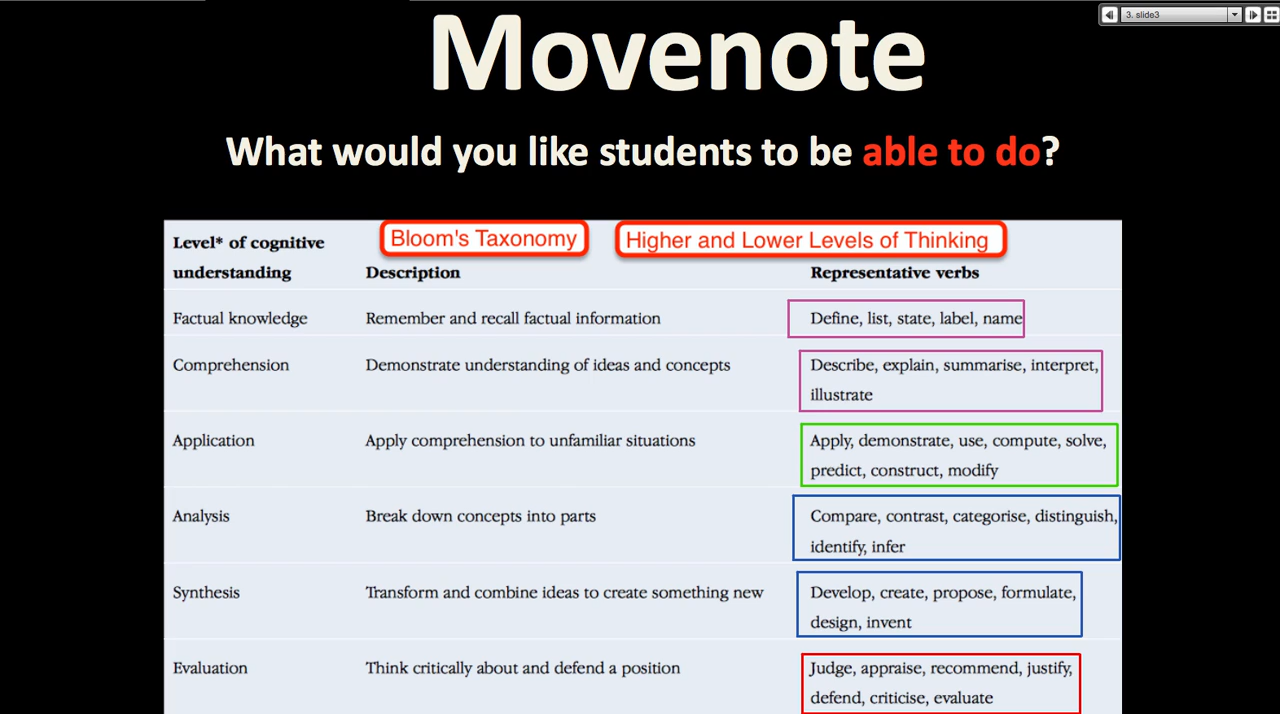 3. slide3
Movenote
What would you like students to be able to do?
Bloom's Taxonomy Higher and Lower Levels of Thinking
Level* of cognitive
understanding Description Representative verbs
Factual knowledge Remember and recall factual information Define, list, state, label, name
Comprehension Demonstrate understanding of ideas and concepts Describe, explain, summarise, interpret,
illustrate
Application Apply comprehension to unfamiliar situations Apply, demonstrate, use, compute, solve,
predict, construct, modify
Analysis Break down concepts into parts Compare, contrast, categorise, distinguish,
identify, infer
Synthesis Transform and combine ideas to create something new Develop, create, propose, formulate,
design, invent
Evaluation Think critically about and defend a position Judge, appraise, recommend, justify,
defend, criticise, evaluate